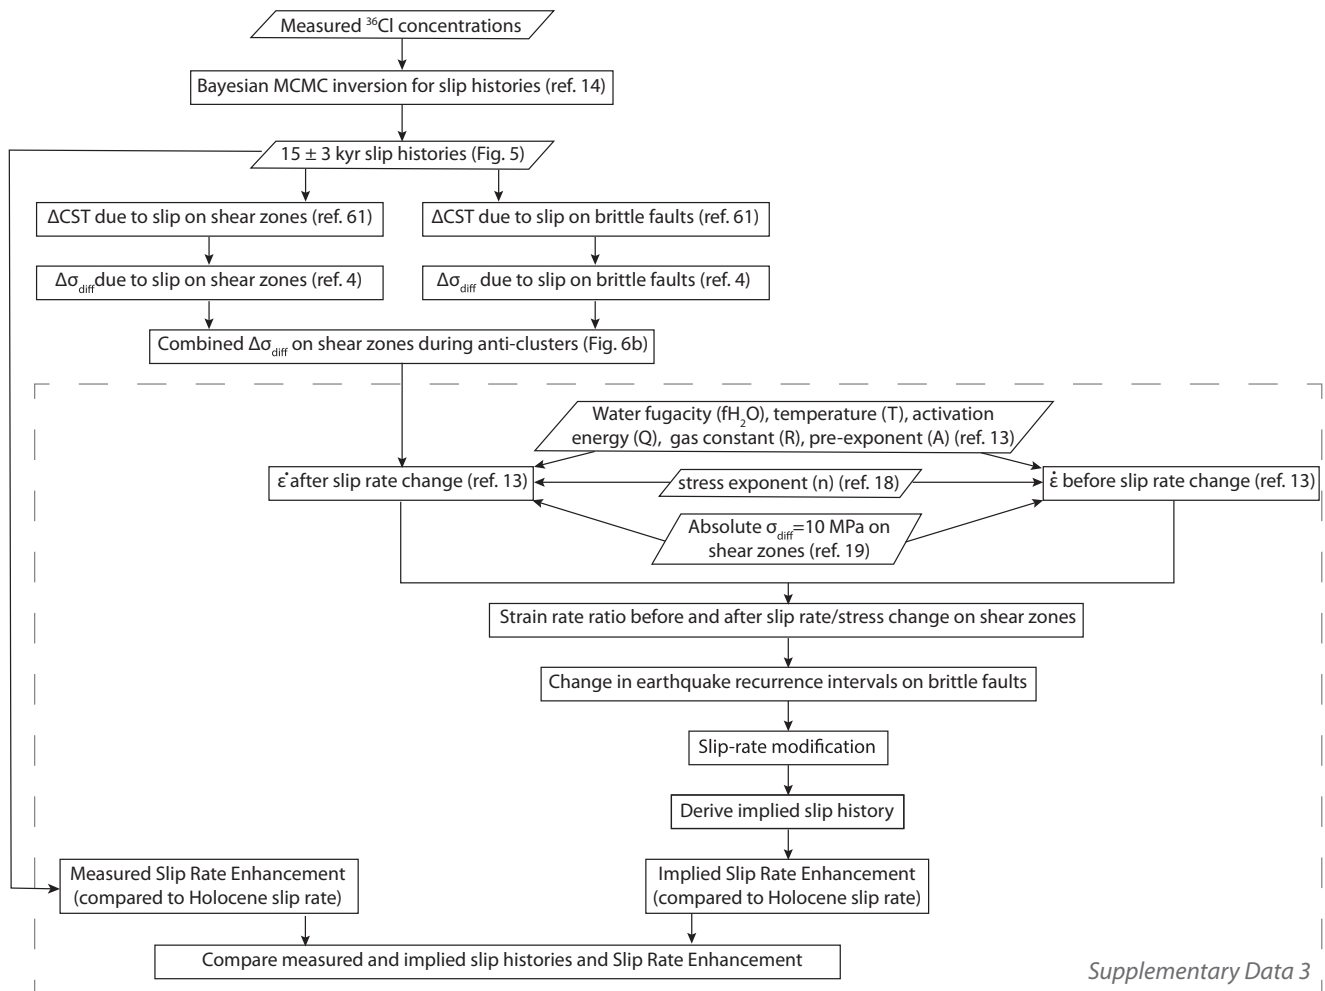 Measured ³⁶Cl concentrations
Bayesian MCMC inversion for slip histories (ref. 14)
15 ± 3 kyr slip histories (Fig. 5)
ΔCST due to slip on shear zones (ref. 61)
ΔCST due to slip on brittle faults (ref. 61)
Δσdiff due to slip on shear zones (ref. 4)
Δσdiff due to slip on brittle faults (ref. 4)
Combined Δσdiff on shear zones during anti-clusters (Fig. 6b)
Water fugacity (fH₂O), temperature (T), activation
energy (Q), gas constant (R), pre-exponent (A) (ref. 13)
ε̇ after slip rate change (ref. 13)
stress exponent (n) (ref. 18)
ε̇ before slip rate change (ref. 13)
Absolute σdiff=10 MPa on
shear zones (ref. 19)
Strain rate ratio before and after slip rate/stress change on shear zones
Change in earthquake recurrence intervals on brittle faults
Slip-rate modification
Derive implied slip history
Measured Slip Rate Enhancement
(compared to Holocene slip rate)
Implied Slip Rate Enhancement
(compared to Holocene slip rate)
Compare measured and implied slip histories and Slip Rate Enhancement
Supplementary Data 3